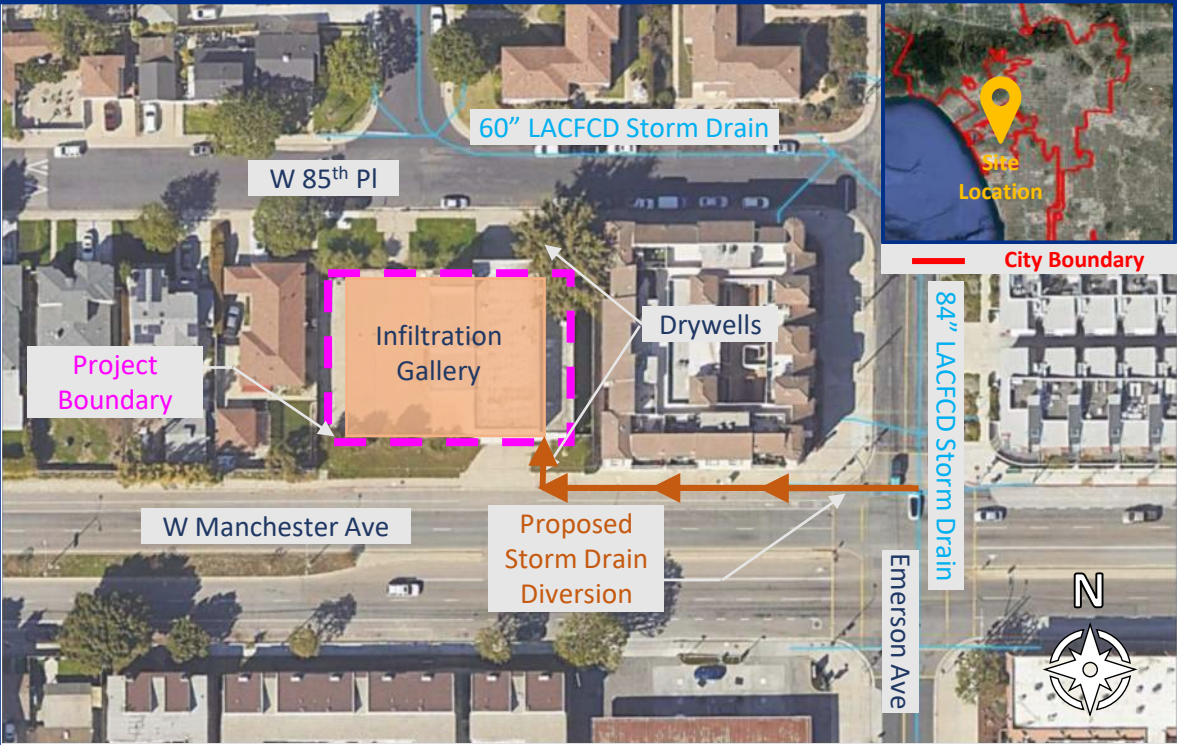 60” LACFCD Storm Drain
W 85th Pl
Site
Location
City Boundary
Infiltration
Gallery
Drywells
Project
Boundary
84” LACFCD Storm Drain
W Manchester Ave
Proposed
Storm Drain
Diversion
Emerson Ave
N